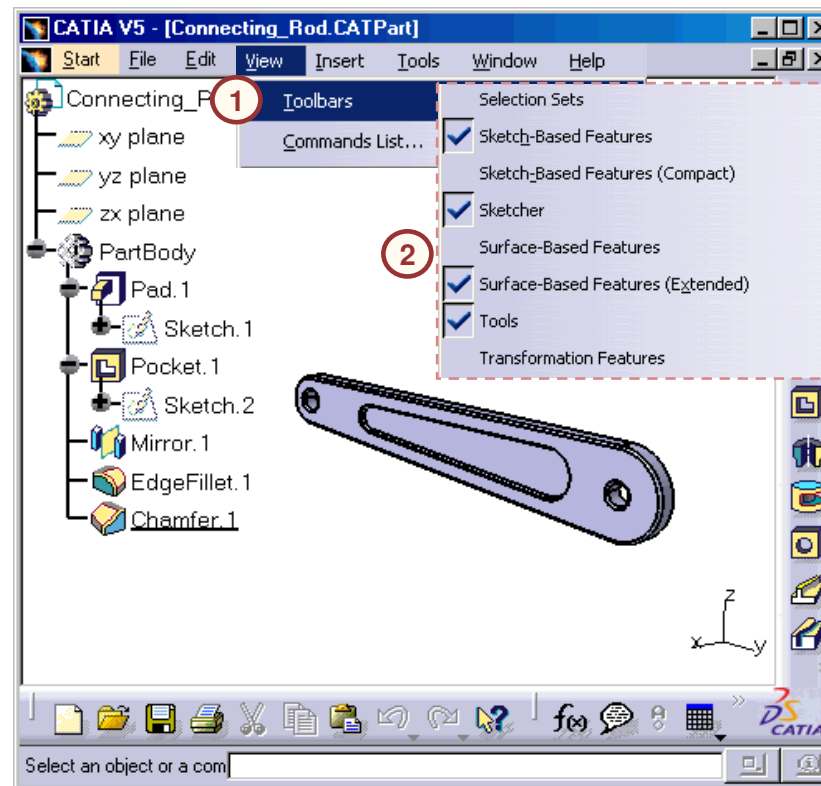 CATIA V5 - [Connecting_Rod.CATPart]
Start File Edit View Insert Tools Window Help
Connecting_
1
Toolbars
Commands List...
xy plane
yz plane
zx plane
PartBody
Pad.1
Sketch.1
Pocket.1
Sketch.2
Mirror.1
EdgeFillet.1
Chamfer.1
2
Selection Sets
Sketch-Based Features
Sketch-Based Features (Compact)
Sketcher
Surface-Based Features
Surface-Based Features (Extended)
Tools
Transformation Features
z
x
y
f(x)
DS
CATIA
Select an object or a com